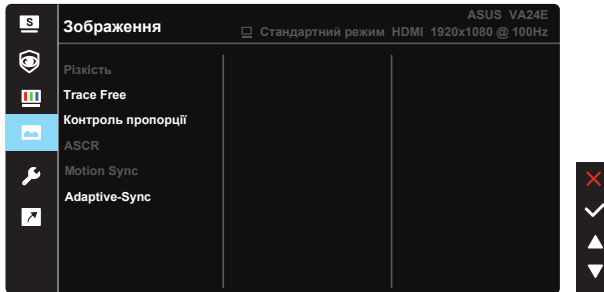 S
ASUS VA24E
Зображення
Стандартний режим HDMI 1920x1080 @ 100Hz
Різкість
Trace Free
Контроль пропорції
ASCR
Motion Sync
Adaptive-Sync